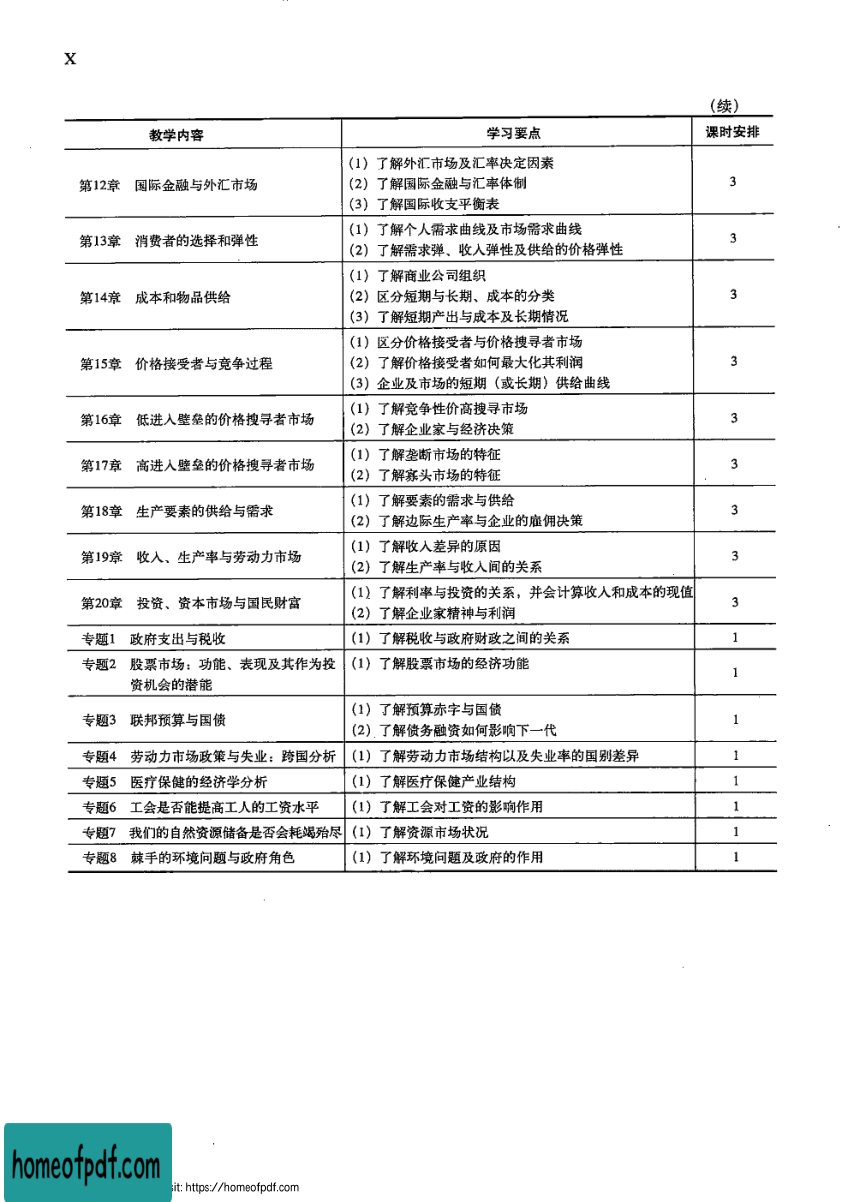 X
(续)
教学内容 学习要点 课时安排
第12章 国际金融与外汇市场
(1) 了解外汇市场及汇率决定因素
(2) 了解国际金融与汇率体制
(3) 了解国际收支平衡表
3
第13章 消费者的选择和弹性
(1) 了解个人需求曲线及市场需求曲线
(2) 了解需求弹、收入弹性及供给的价格弹性
3
第14章 成本和物品供给
(1) 了解商业公司组织
(2) 区分短期与长期、成本的分类
(3) 了解短期产出与成本及长期情况
3
第15章 价格接受者与竞争过程
(1) 区分价格接受者与价格搜寻者市场
(2) 了解价格接受者如何最大化其利润
(3) 企业及市场的短期（或长期）供给曲线
3
第16章 低进入壁垒的价格搜寻者市场
(1) 了解竞争性价高搜寻市场
(2) 了解企业家与经济决策
3
第17章 高进入壁垒的价格搜寻者市场
(1) 了解垄断市场的特征
(2) 了解寡头市场的特征
3
第18章 生产要素的供给与需求
(1) 了解要素的需求与供给
(2) 了解边际生产率与企业的雇佣决策
3
第19章 收入、生产率与劳动力市场
(1) 了解收入差异的原因
(2) 了解生产率与收入间的关系
3
第20章 投资、资本市场与国民财富
(1) 了解利率与投资的关系，并会计算收入和成本的现值
(2) 了解企业家精神与利润
3
专题1 政府支出与税收 (1) 了解税收与政府财政之间的关系 1
专题2 股票市场：功能、表现及其作为投
资机会的潜能
(1) 了解股票市场的经济功能
1
专题3 联邦预算与国债
(1) 了解预算赤字与国债
(2) 了解债务融资如何影响下一代
1
专题4 劳动力市场政策与失业：跨国分析 (1) 了解劳动力市场结构以及失业率的国别差异 1
专题5 医疗保健的经济学分析 (1) 了解医疗保健产业结构 1
专题6 工会是否能提高工人的工资水平 (1) 了解工会对工资的影响作用 1
专题7 我们的自然资源储备是否会耗竭殆尽 (1) 了解资源市场状况 1
专题8 棘手的环境问题与政府角色 (1) 了解环境问题及政府的作用 1
homeofpdf.com
sit: https://homeofpdf.com